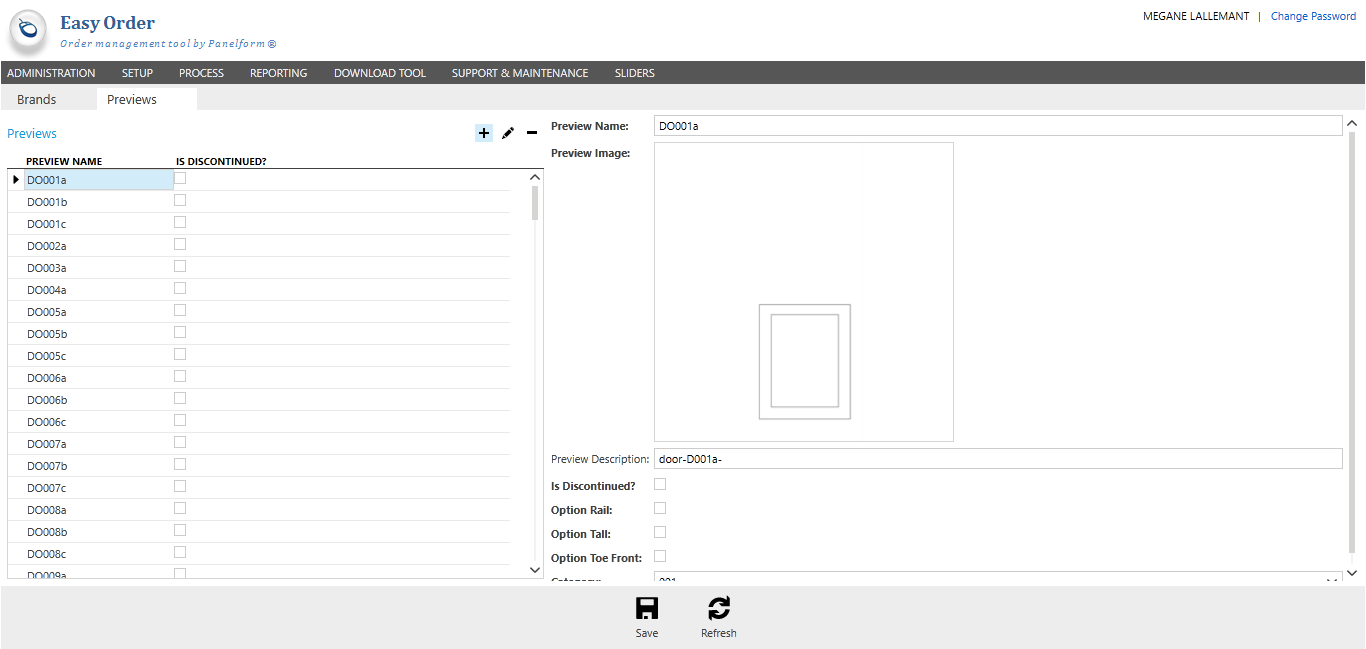 Easy Order
Order management tool by Panelform ®
MEGANE LALLEMANT | Change Password
ADMINISTRATION SETUP PROCESS REPORTING DOWNLOAD TOOL SUPPORT & MAINTENANCE SLIDERS
Brands Previews
Previews
PREVIEW NAME IS DISCONTINUED?
DO001a
DO001b
DO001c
DO002a
DO003a
DO004a
DO005a
DO005b
DO005c
DO006a
DO006b
DO006c
DO007a
DO007b
DO007c
DO008a
DO008b
DO008c
DO009a
Preview Name: DO001a
Preview Image:
Preview Description: door-D001a-
Is Discontinued?
Option Rail:
Option Tall:
Option Toe Front:
Category: 001
Save Refresh